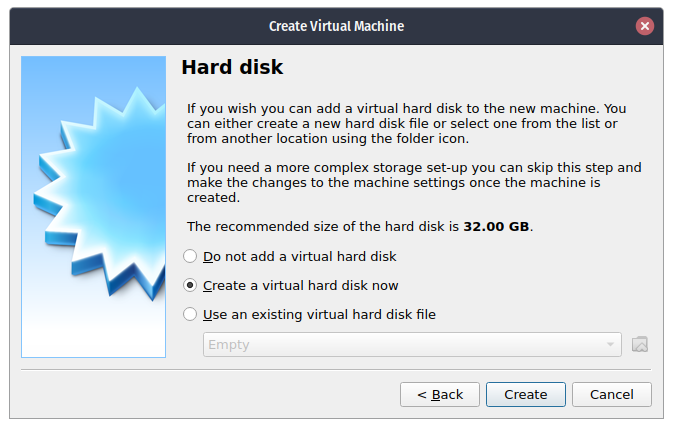 Create Virtual Machine
Hard disk
If you wish you can add a virtual hard disk to the new machine. You
can either create a new hard disk file or select one from the list or
from another location using the folder icon.
If you need a more complex storage set-up you can skip this step and
make the changes to the machine settings once the machine is
created.
The recommended size of the hard disk is 32.00 GB.
Do not add a virtual hard disk
Create a virtual hard disk now
Use an existing virtual hard disk file
Empty
< Back
Create
Cancel